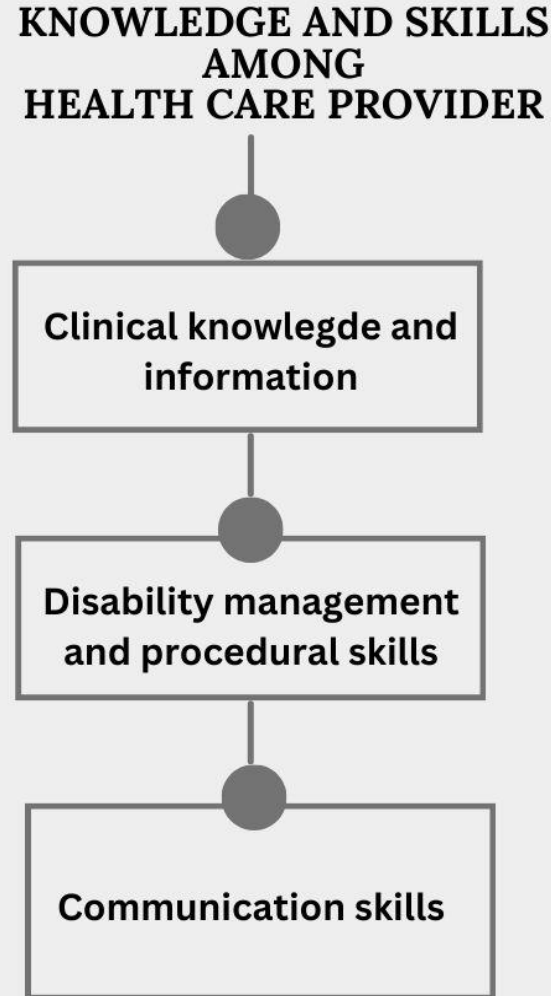 KNOWLEDGE AND SKILLS
AMONG
HEALTH CARE PROVIDER
Clinical knowlegde and
information
Disability management
and procedural skills
Communication skills